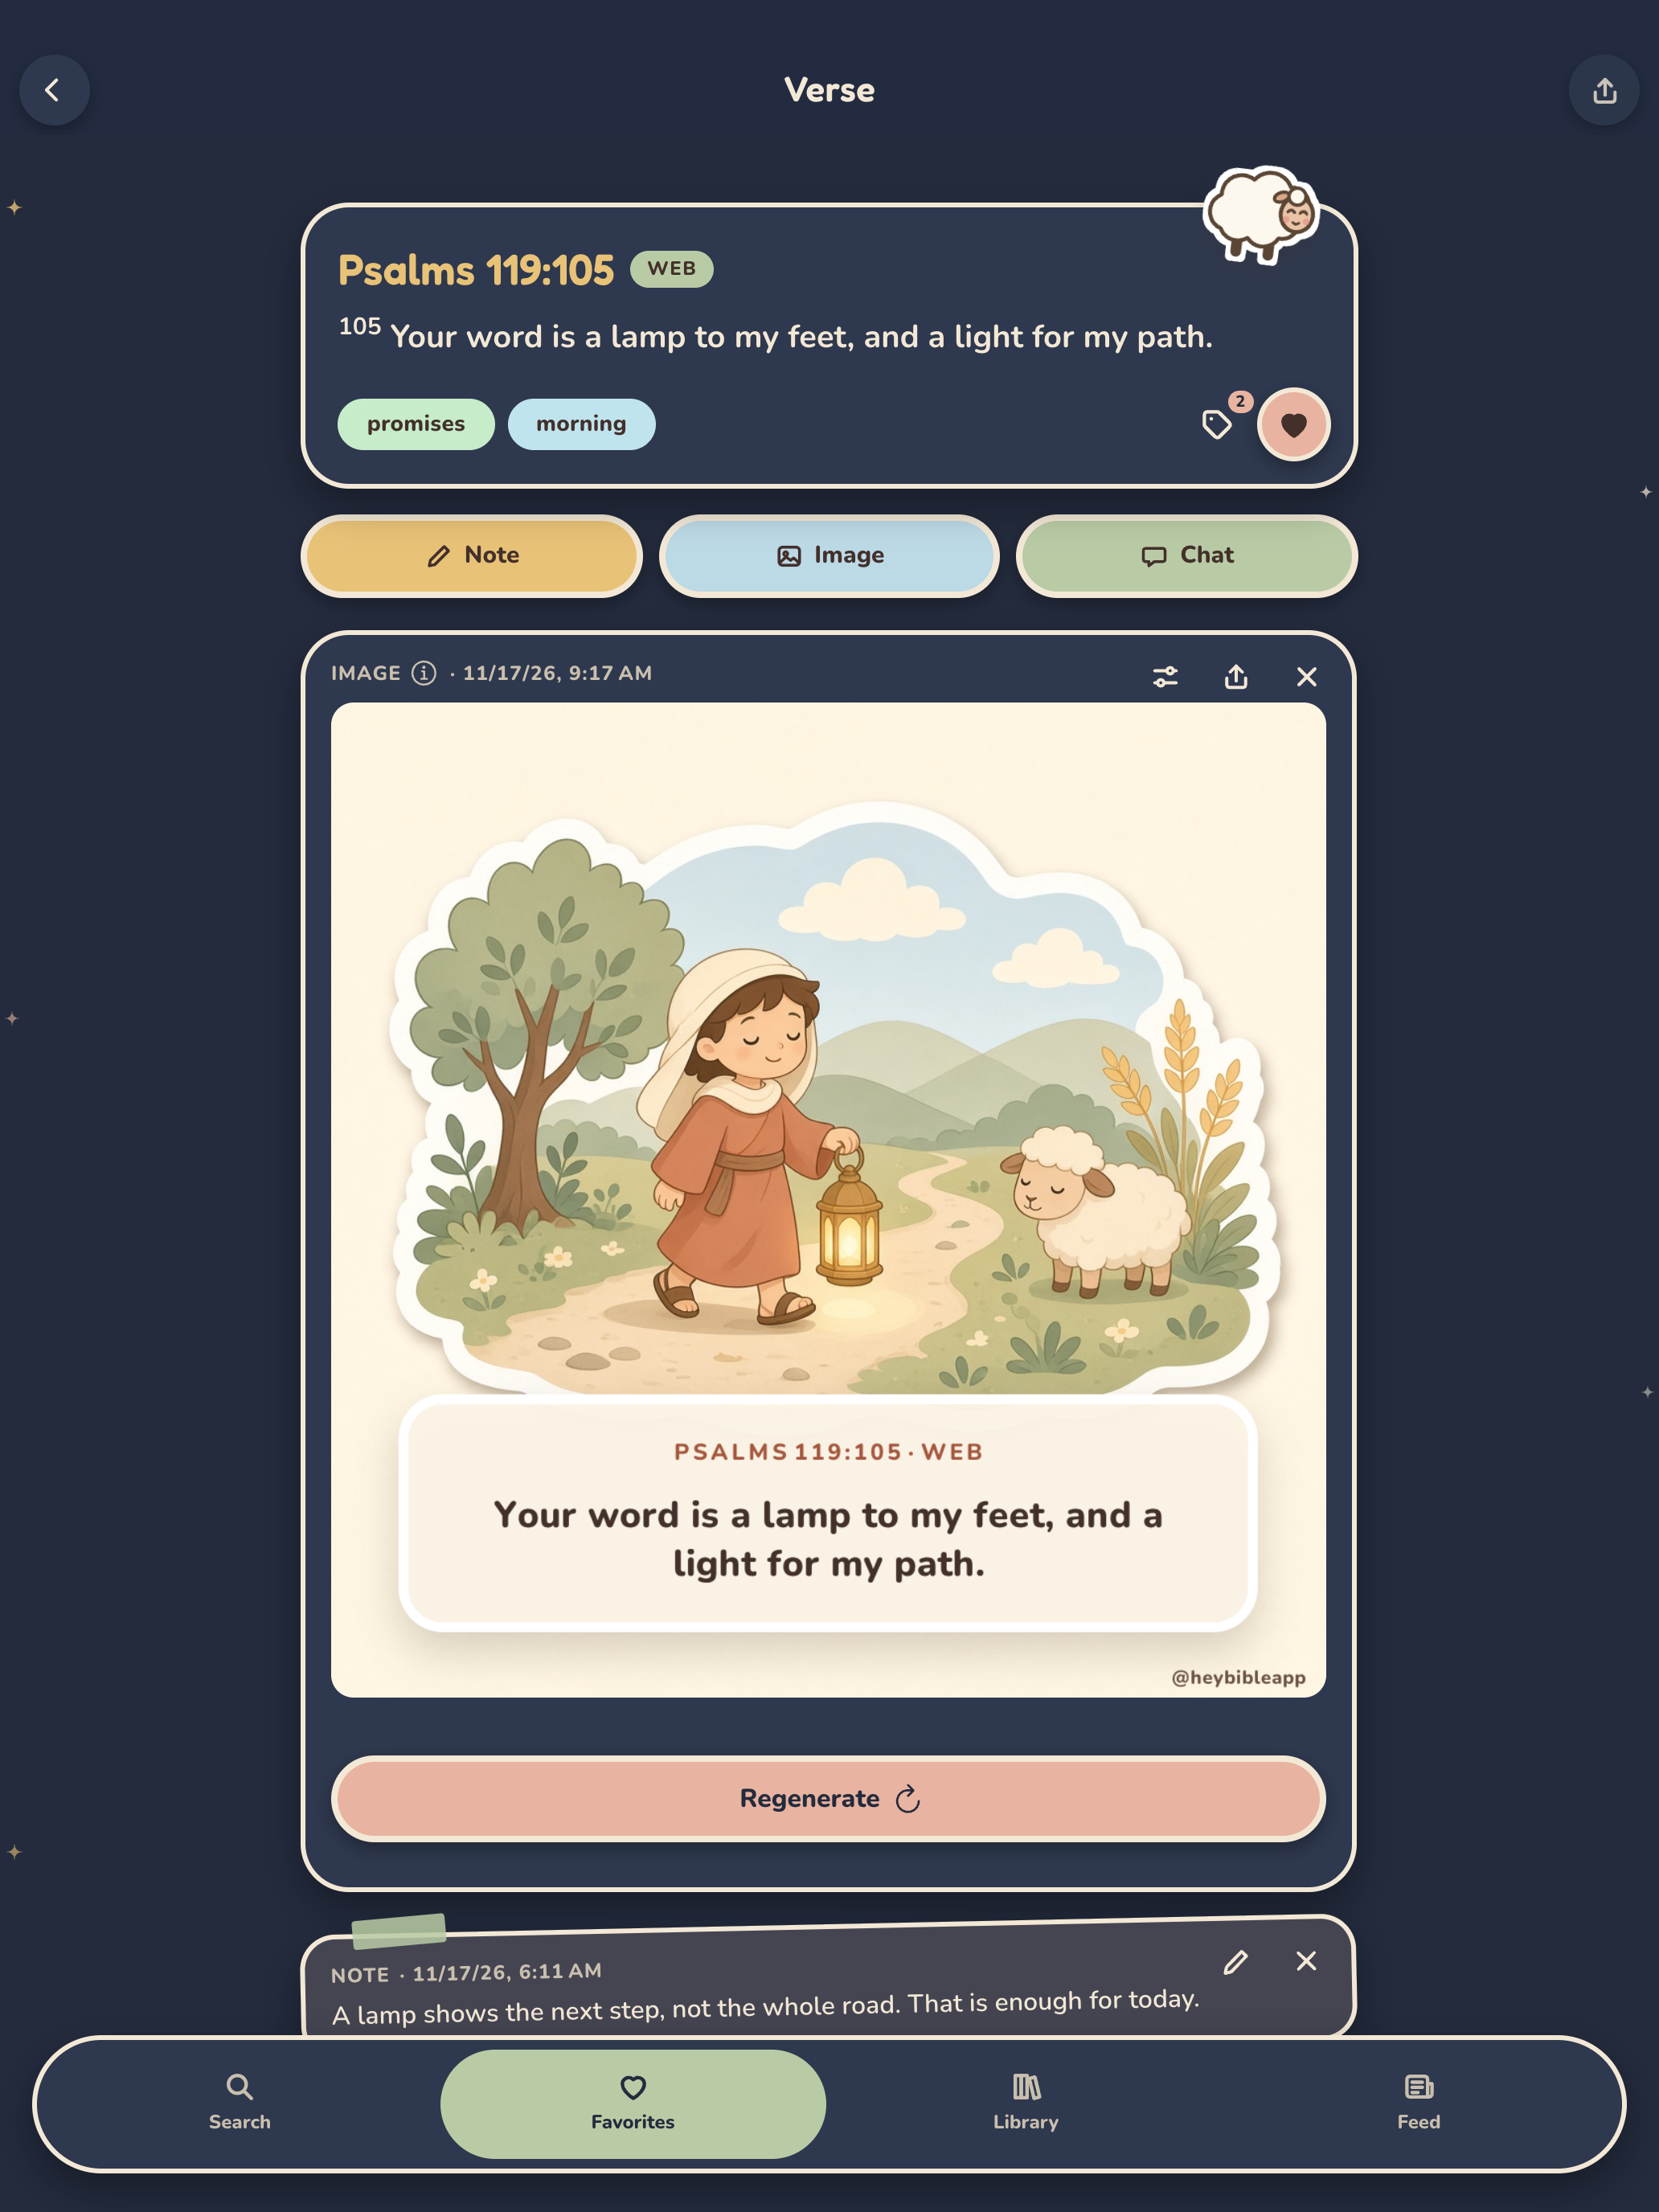 Verse
Psalms 119:105 WEB
105 Your word is a lamp to my feet, and a light for my path.
promises morning 2
Note Image Chat
IMAGE · 11/17/26, 9:17 AM
PSALMS 119:105 · WEB
Your word is a lamp to my feet, and a
light for my path.
@heybibleapp
Regenerate
NOTE · 11/17/26, 6:11 AM
A lamp shows the next step, not the whole road. That is enough for today.
Search Favorites Library Feed